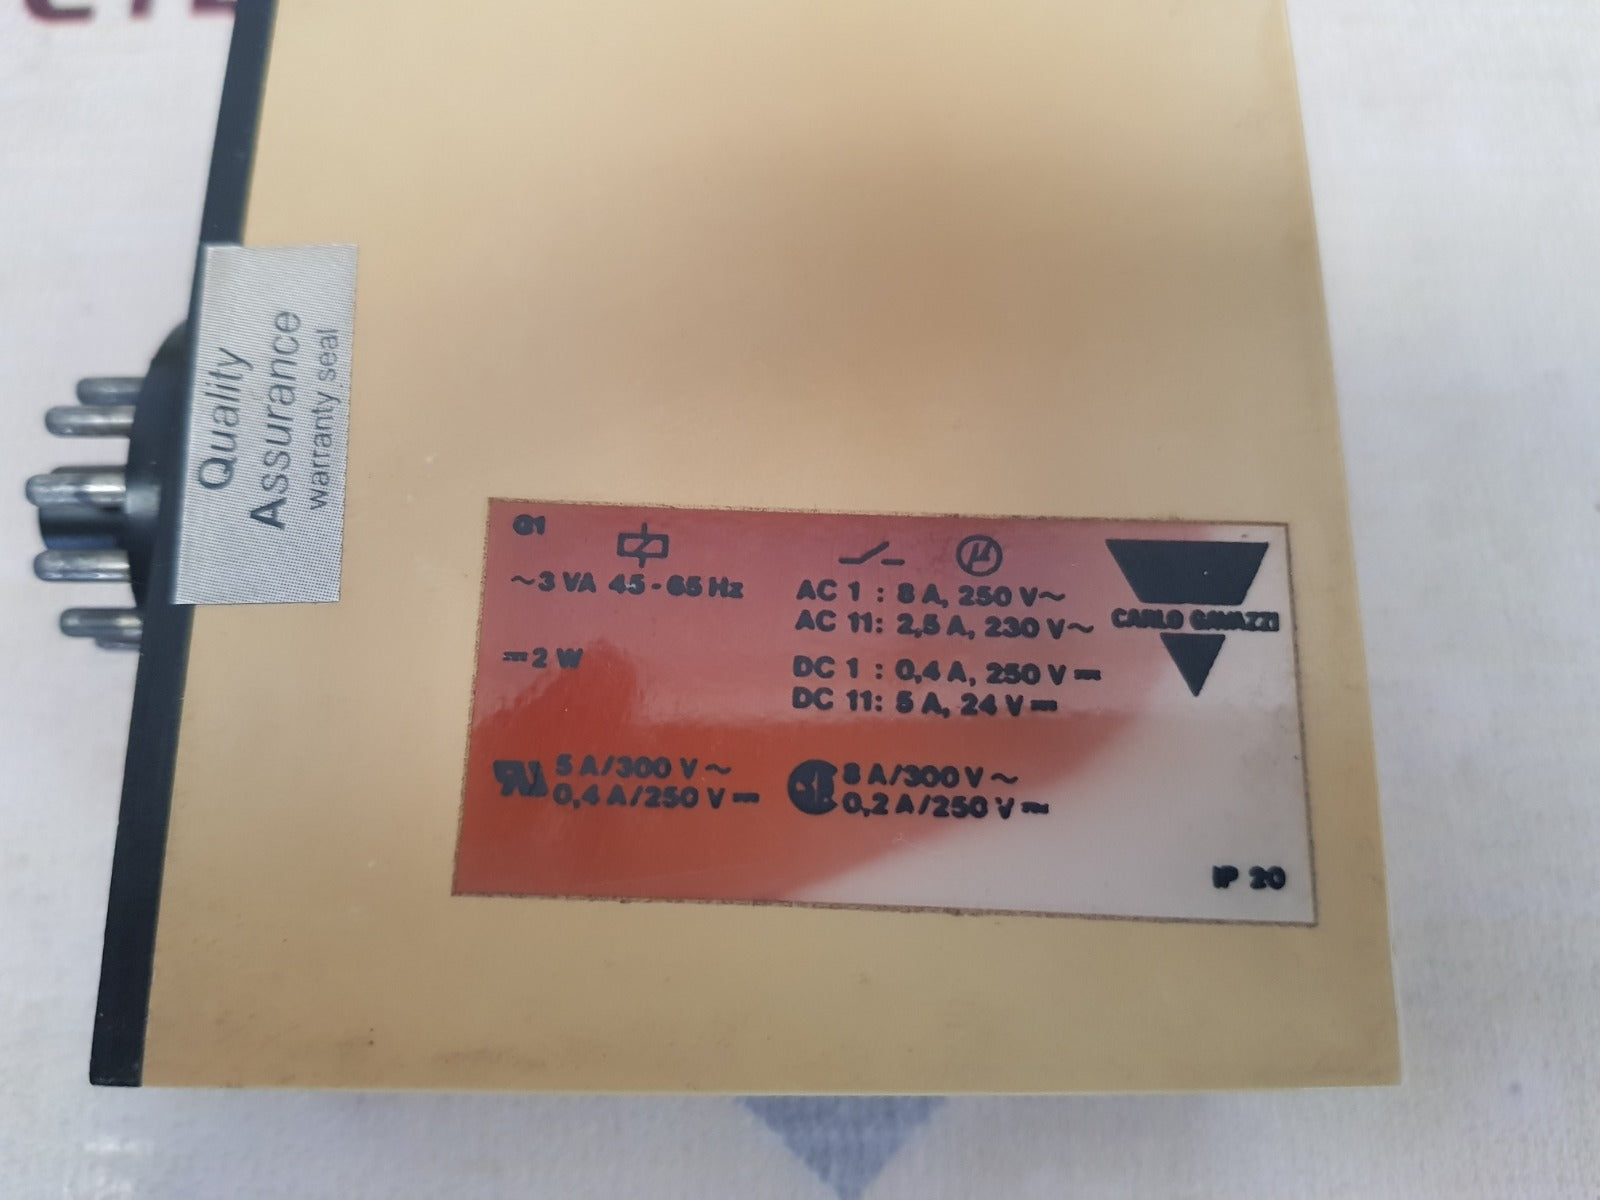 Quality
Assurance
warranty seal
G1
~3 VA 45-65 Hz
AC 1 : 8 A, 250 V~
AC 11: 2,5 A, 230 V~
CARLO GAVAZZI
⎓2 W
DC 1 : 0,4 A, 250 V⎓
DC 11: 5 A, 24 V⎓
5 A/300 V~
0,4 A/250 V⎓
8 A/300 V~
0,2 A/250 V⎓
IP 20